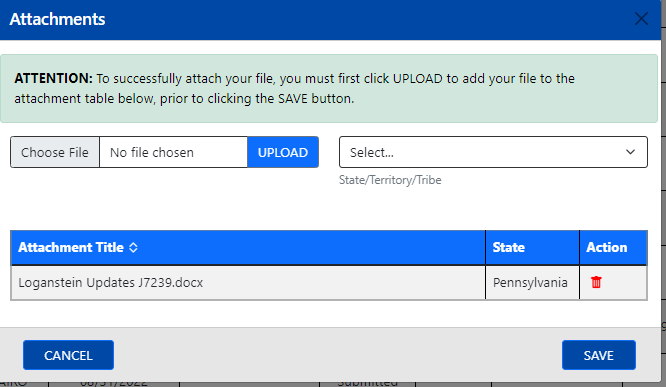 Attachments
ATTENTION: To successfully attach your file, you must first click UPLOAD to add your file to the
attachment table below, prior to clicking the SAVE button.
Choose File No file chosen UPLOAD Select...
State/Territory/Tribe
Attachment Title State Action
Loganstein Updates J7239.docx Pennsylvania
CANCEL SAVE